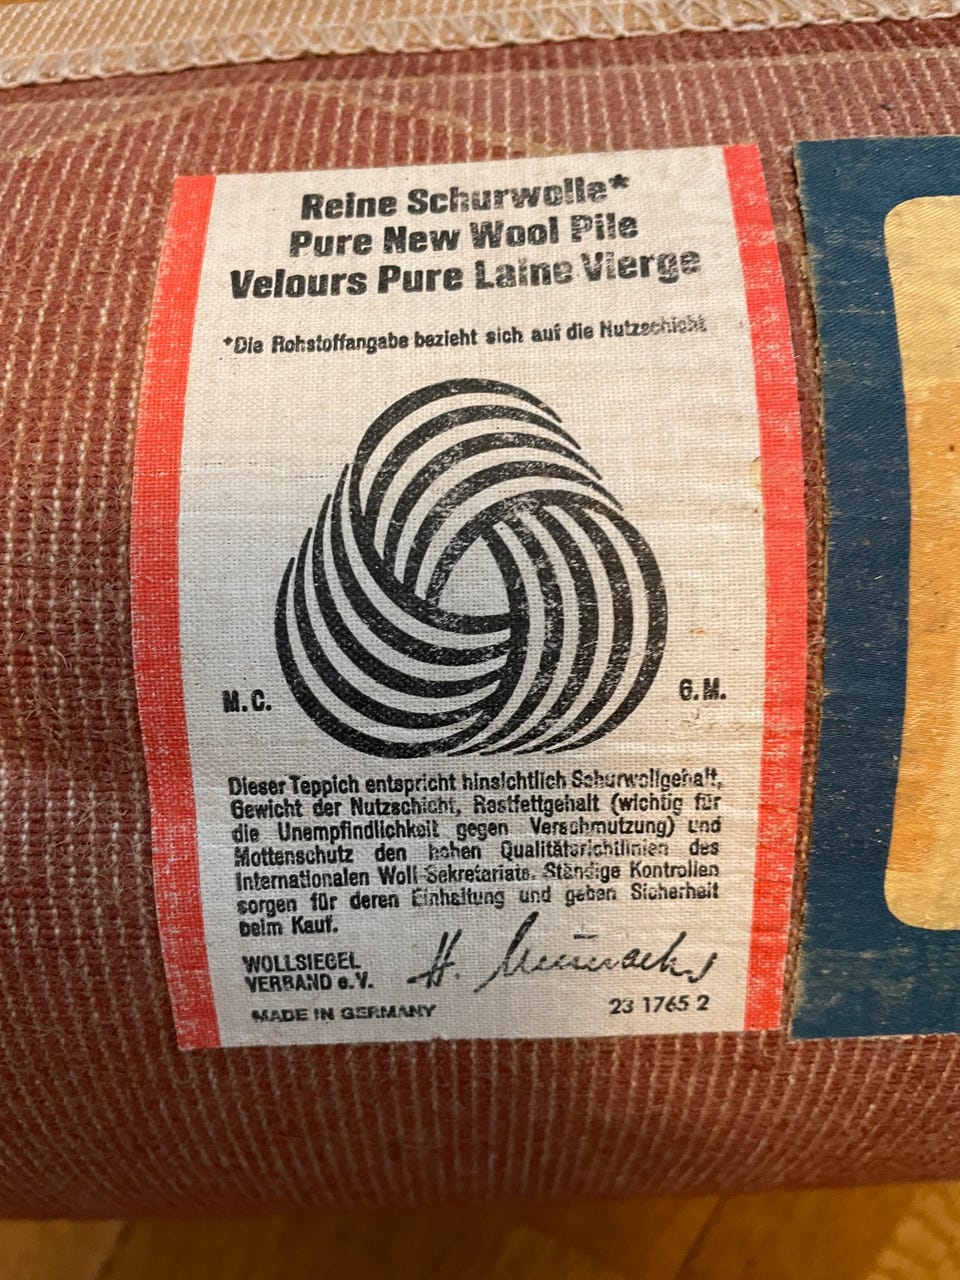 Reine Schurwolle*
Pure New Wool Pile
Velours Pure Laine Vierge
*Die Rohstoffangabe bezieht sich auf die Nutzschicht
M.C.
G.M.
Dieser Teppich entspricht hinsichtlich Schurwollgehalt,
Gewicht der Nutzschicht, Restfettgehalt (wichtig für
die Unempfindlichkeit gegen Verschmutzung) und
Mottenschutz den hohen Qualitätsrichtlinien des
Internationalen Woll Sekretariats. Ständige Kontrollen
sorgen für deren Einhaltung und geben Sicherheit
beim Kauf.
WOLLSIEGEL
VERBAND e.V.
MADE IN GERMANY
23 1765 2